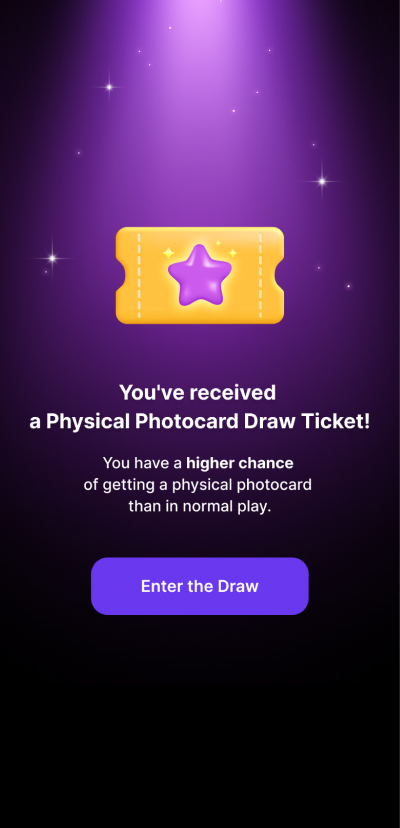 You've received
a Physical Photocard Draw Ticket!
You have a higher chance
of getting a physical photocard
than in normal play.
Enter the Draw